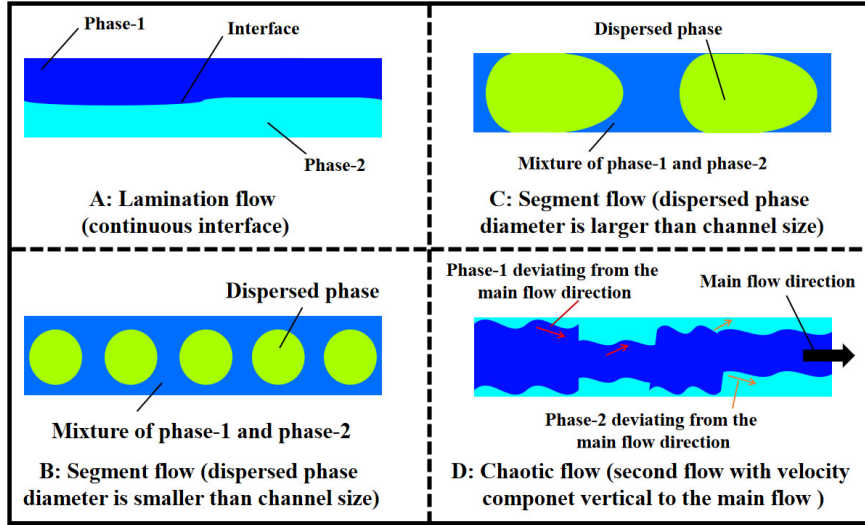 Phase-1
Interface
Phase-2
A: Lamination flow
(continuous interface)
Dispersed phase
Mixture of phase-1 and phase-2
C: Segment flow (dispersed phase
diameter is larger than channel size)
Dispersed phase
Mixture of phase-1 and phase-2
B: Segment flow (dispersed phase
diameter is smaller than channel size)
Phase-1 deviating from the
main flow direction
Main flow direction
Phase-2 deviating from the
main flow direction
D: Chaotic flow (second flow with velocity
componet vertical to the main flow )